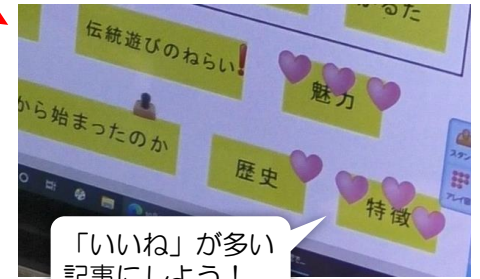 かるた
伝統遊びのねらい
魅力
から始まったのか
歴史
特徴
「いいね」が多い
記事にしよう！